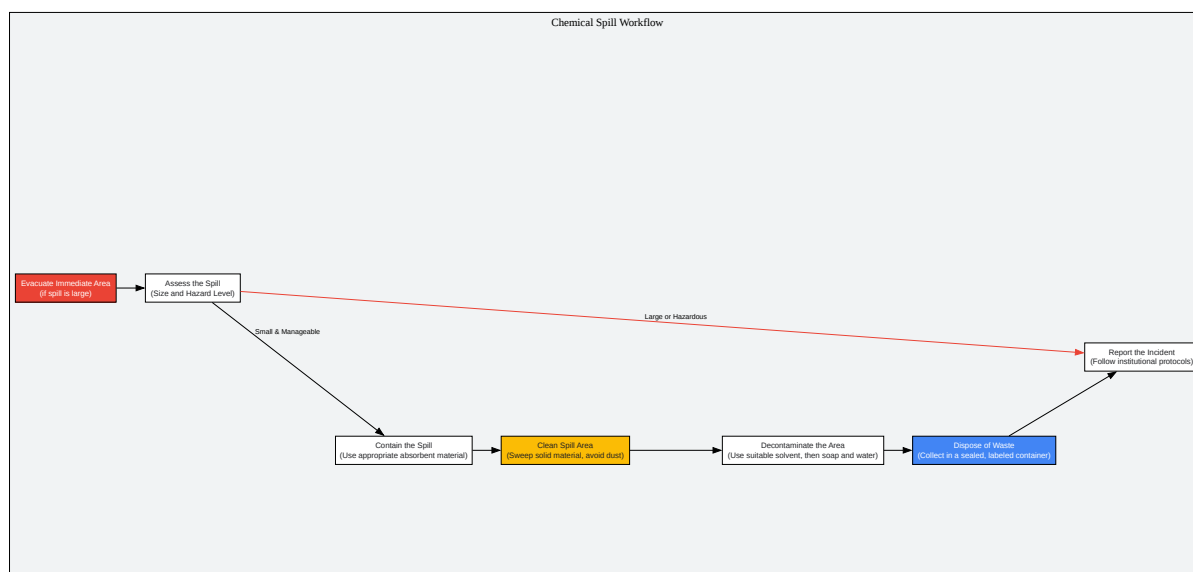 Chemical Spill Workflow
Evacuate Immediate Area
(if spill is large)
Assess the Spill
(Size and Hazard Level)
Large or Hazardous
Small & Manageable
Report the Incident
(Follow institutional protocols)
Contain the Spill
(Use appropriate absorbent material)
Clean Spill Area
(Sweep solid material, avoid dust)
Decontaminate the Area
(Use suitable solvent, then soap and water)
Dispose of Waste
(Collect in a sealed, labeled container)